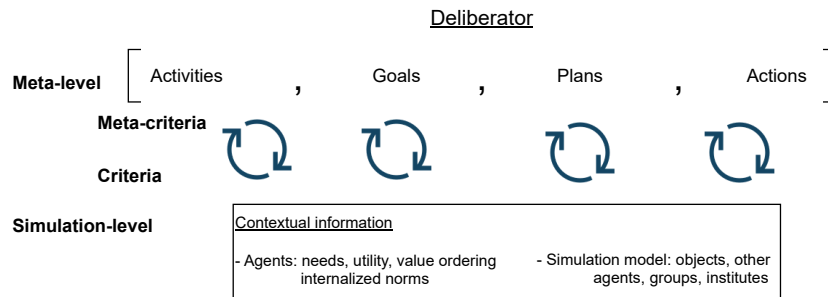 Deliberator
Meta-level Activities , Goals , Plans , Actions
Meta-criteria
Criteria
Simulation-level
Contextual information
- Agents: needs, utility, value ordering
internalized norms
- Simulation model: objects, other
agents, groups, institutes